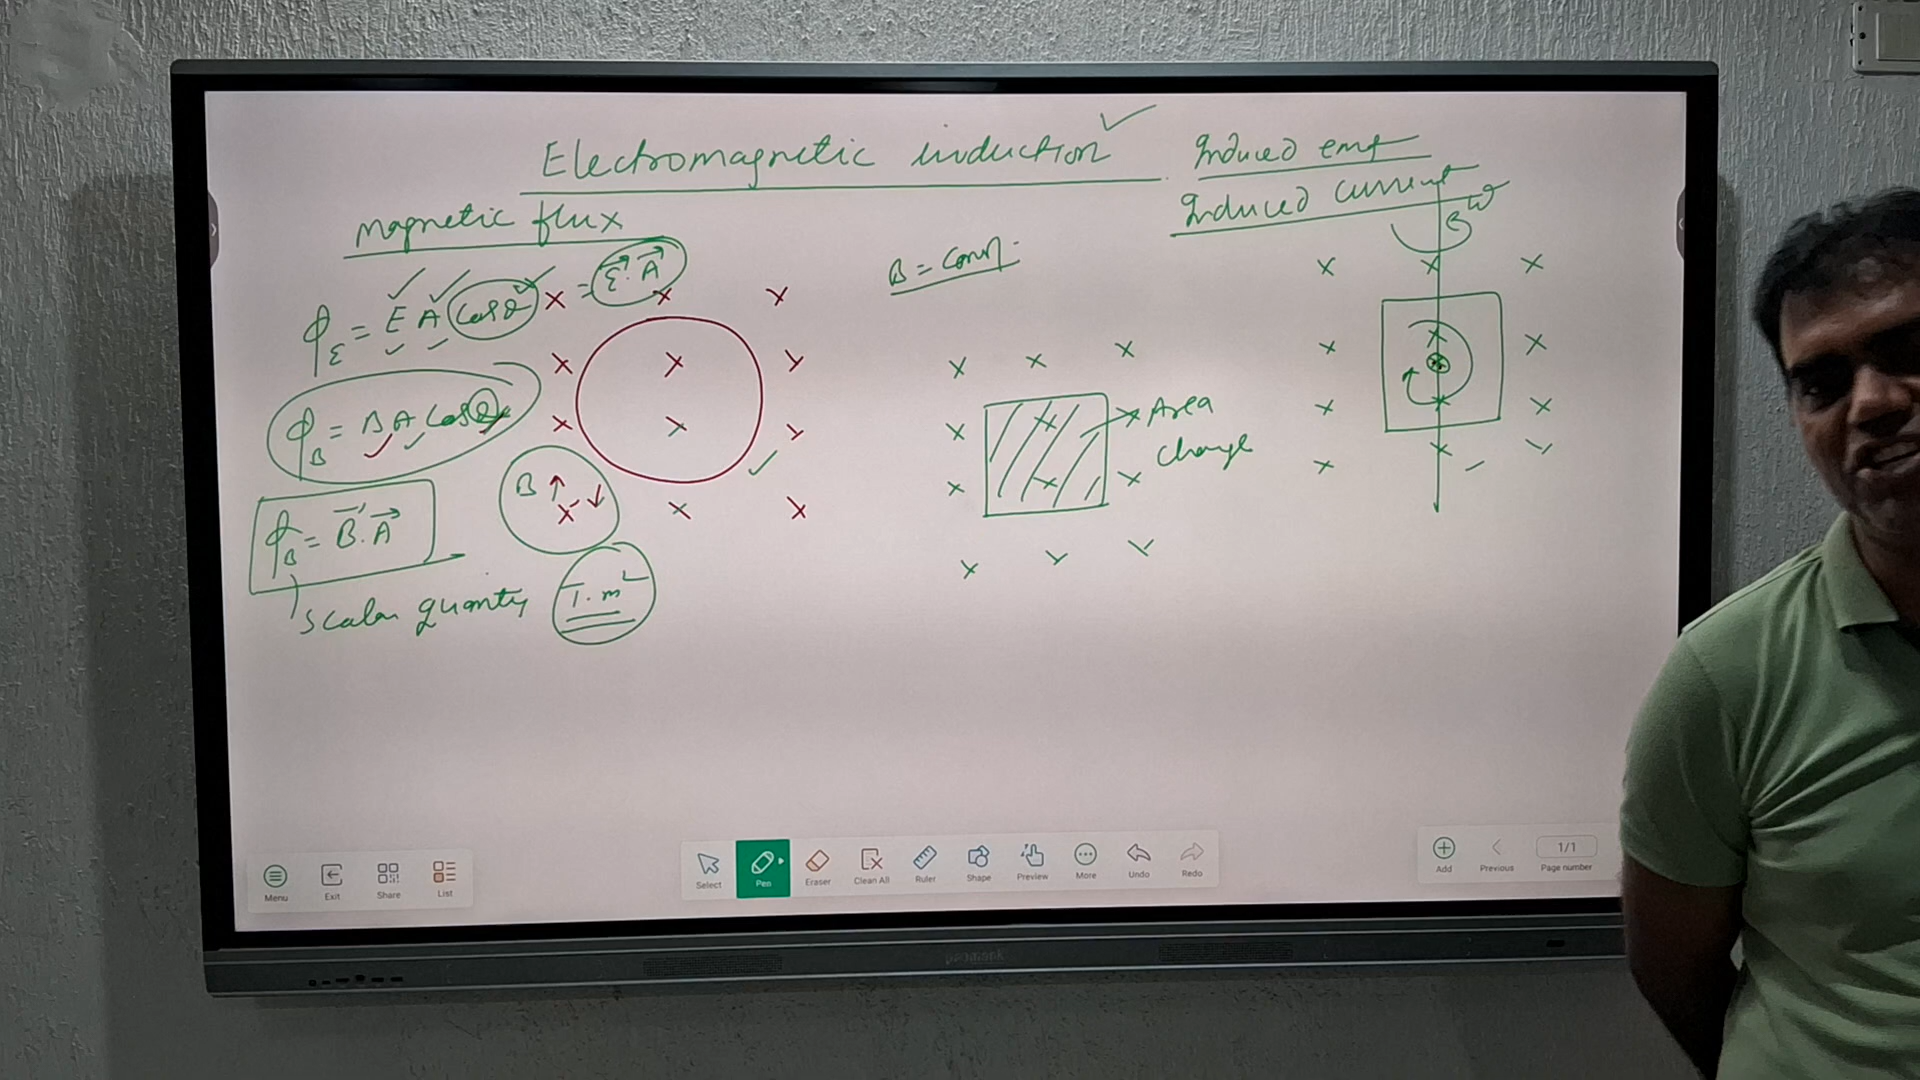 Electromagnetic induction ✓
Induced emf
Induced current
ω
magnetic flux
ϕE = E A Cosθ = E⃗.A⃗
ϕB = B A Cosθ
ϕB = B⃗.A⃗
scalar quantity
T.m²
B ↑ ↓
B = const.
Area
change
Menu
Exit
Share
List
Select
Pen
Eraser
Clean All
Ruler
Shape
Preview
More
Undo
Redo
Add
Previous
1/1
Page number